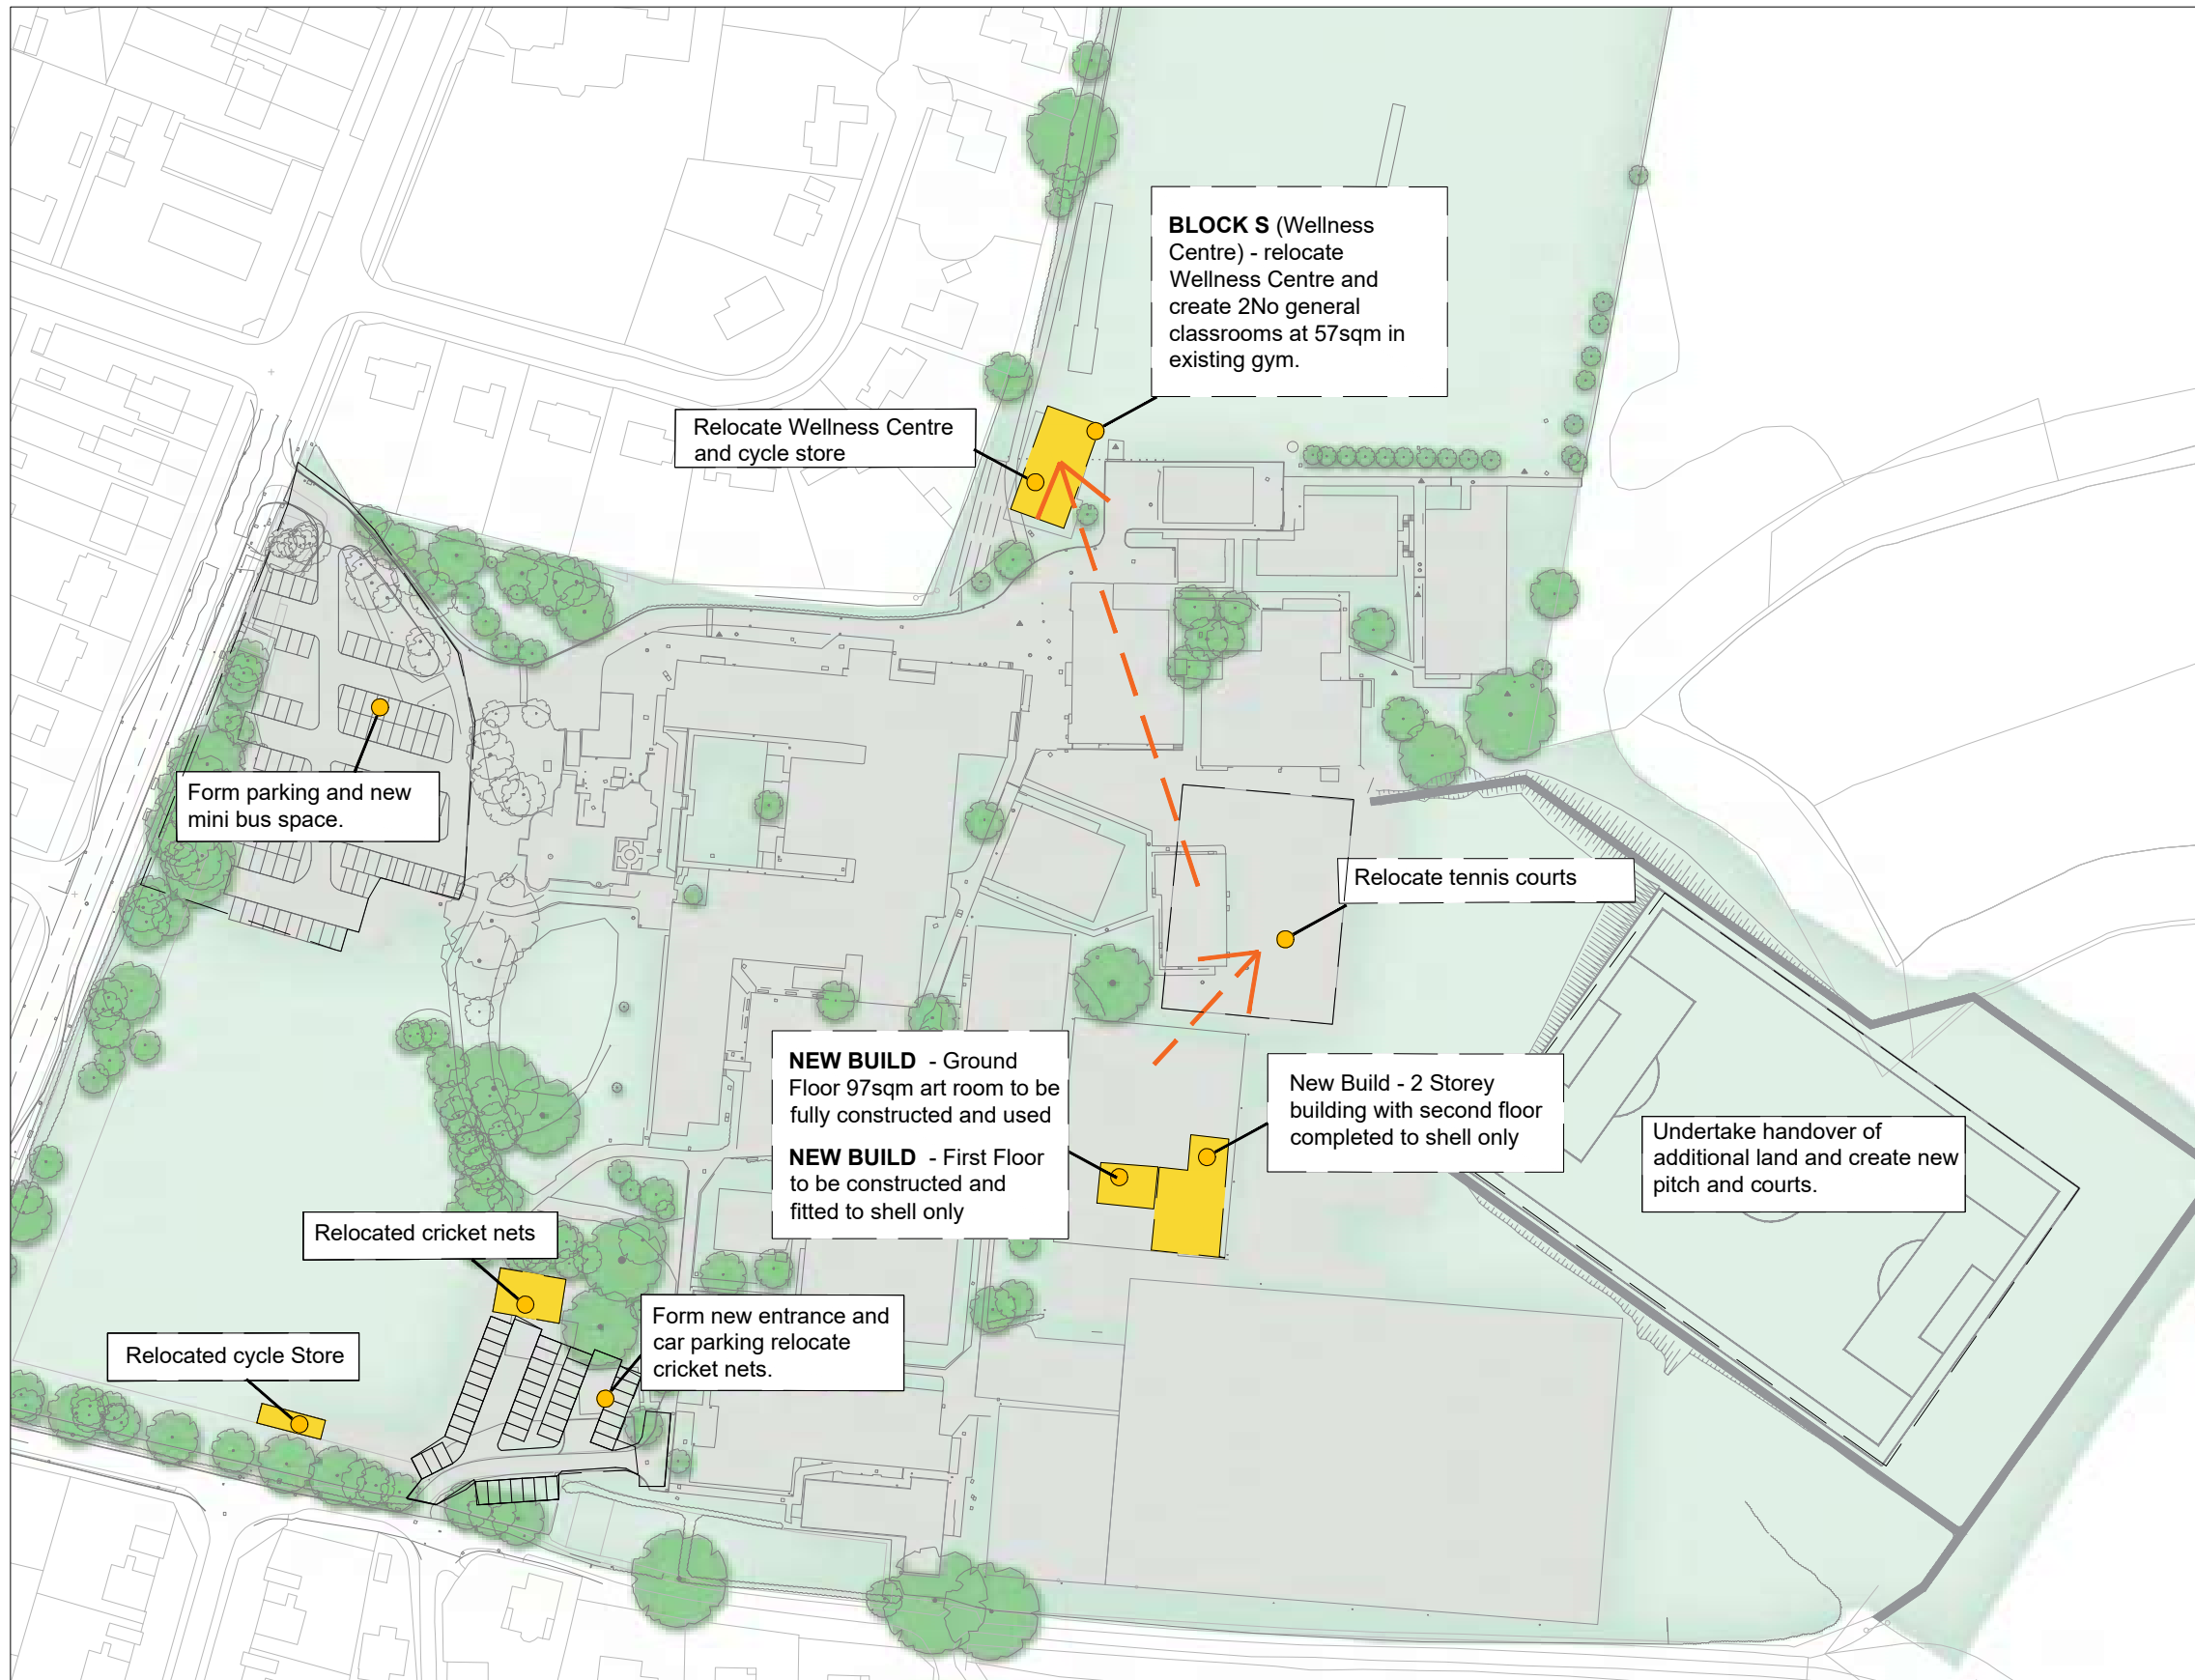 BLOCK S (Wellness
Centre) - relocate
Wellness Centre and
create 2No general
classrooms at 57sqm in
existing gym.
Relocate Wellness Centre
and cycle store
Form parking and new
mini bus space.
Relocate tennis courts
NEW BUILD - Ground
Floor 97sqm art room to be
fully constructed and used
NEW BUILD - First Floor
to be constructed and
fitted to shell only
New Build - 2 Storey
building with second floor
completed to shell only
Undertake handover of
additional land and create new
pitch and courts.
Relocated cricket nets
Form new entrance and
car parking relocate
cricket nets.
Relocated cycle Store